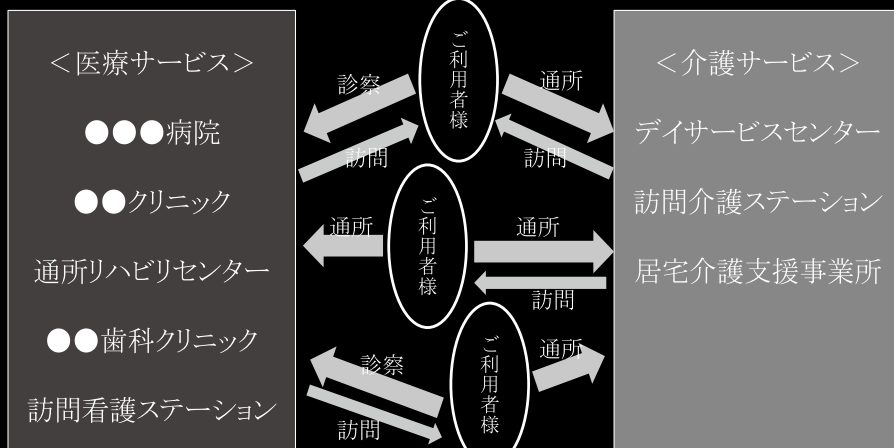 ＜医療サービス＞
●●●病院
●●クリニック
通所リハビリセンター
●●歯科クリニック
訪問看護ステーション
ご利用者様
診察
通所
訪問
訪問
ご利用者様
通所
通所
訪問
ご利用者様
診察
通所
訪問
＜介護サービス＞
デイサービスセンター
訪問介護ステーション
居宅介護支援事業所